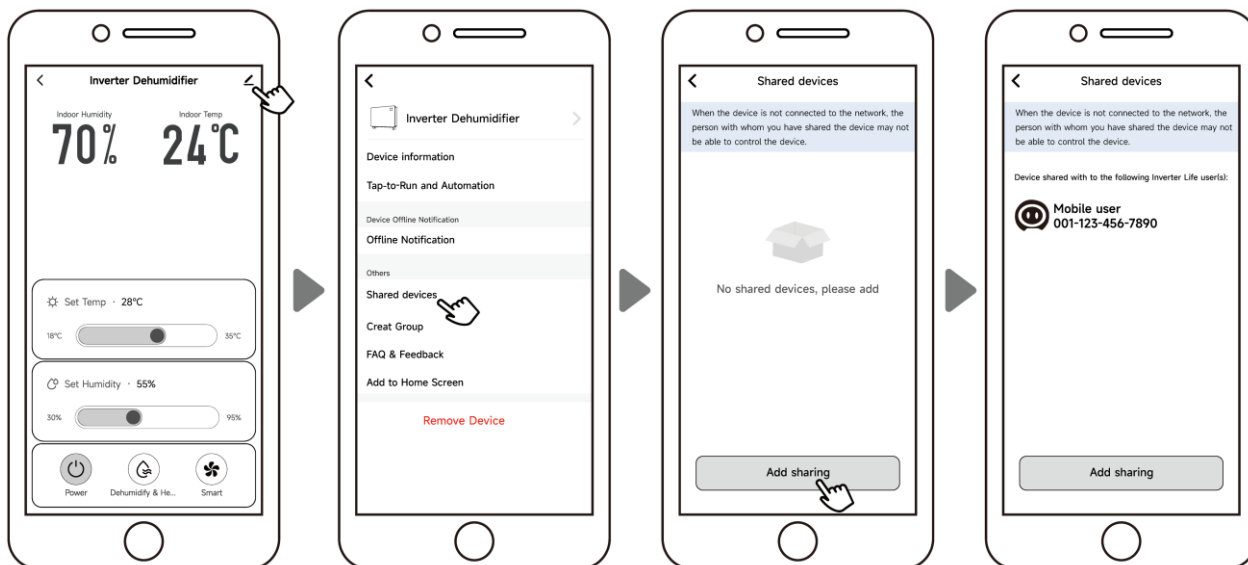 Inverter Dehumidifier
Indoor Humidity
Indoor Temp
70%
24°C
Set Temp · 28°C
18°C
35°C
Set Humidity · 55%
30%
95%
Power
Dehumidify & He...
Smart
Inverter Dehumidifier
Device information
Tap-to-Run and Automation
Device Offline Notification
Offline Notification
Others
Shared devices
Creat Group
FAQ & Feedback
Add to Home Screen
Remove Device
Shared devices
When the device is not connected to the network, the
person with whom you have shared the device may not
be able to control the device.
No shared devices, please add
Add sharing
Shared devices
When the device is not connected to the network, the
person with whom you have shared the device may not
be able to control the device.
Device shared with to the following Inverter Life user(s):
Mobile user
001-123-456-7890
Add sharing